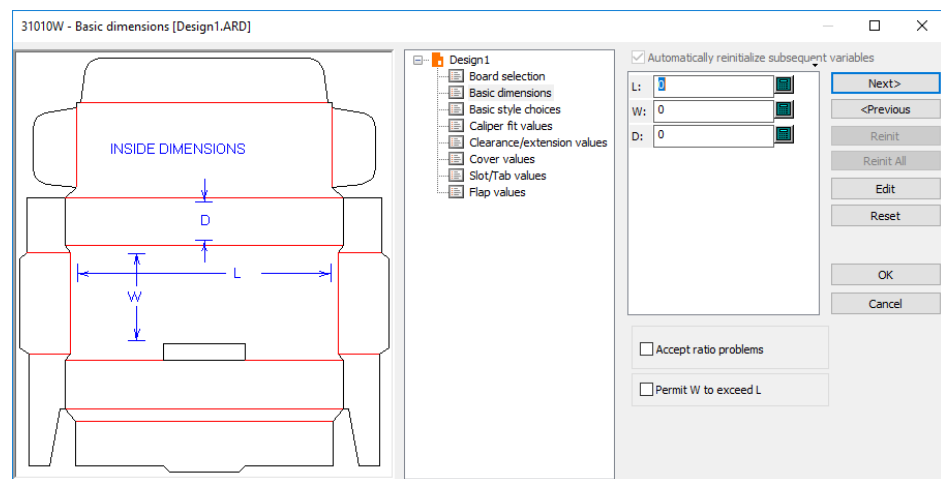 31010W - Basic dimensions [Design1.ARD]
INSIDE DIMENSIONS
D
L
W
Design1
Board selection
Basic dimensions
Basic style choices
Caliper fit values
Clearance/extension values
Cover values
Slot/Tab values
Flap values
Automatically reinitialize subsequent variables
L: 0
W: 0
D: 0
Next>
<Previous
Reinit
Reinit All
Edit
Reset
OK
Cancel
Accept ratio problems
Permit W to exceed L